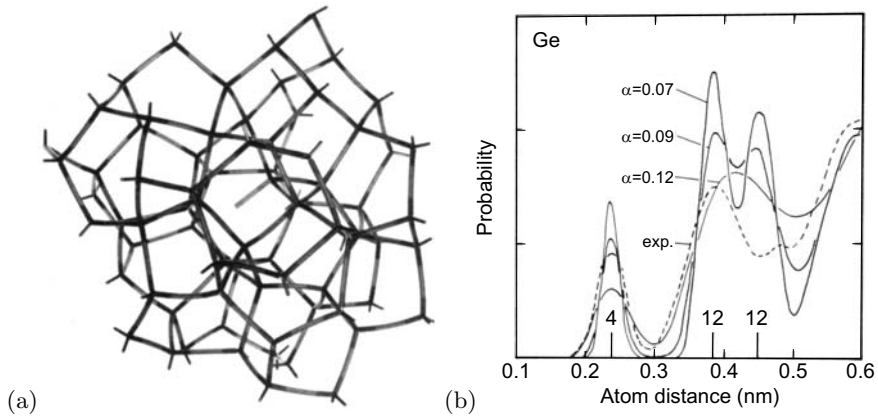 (a)
(b)
Ge
α=0.07
α=0.09
α=0.12
exp.
Probability
4 12 12
0.1 0.2 0.3 0.4 0.5 0.6
Atom distance (nm)